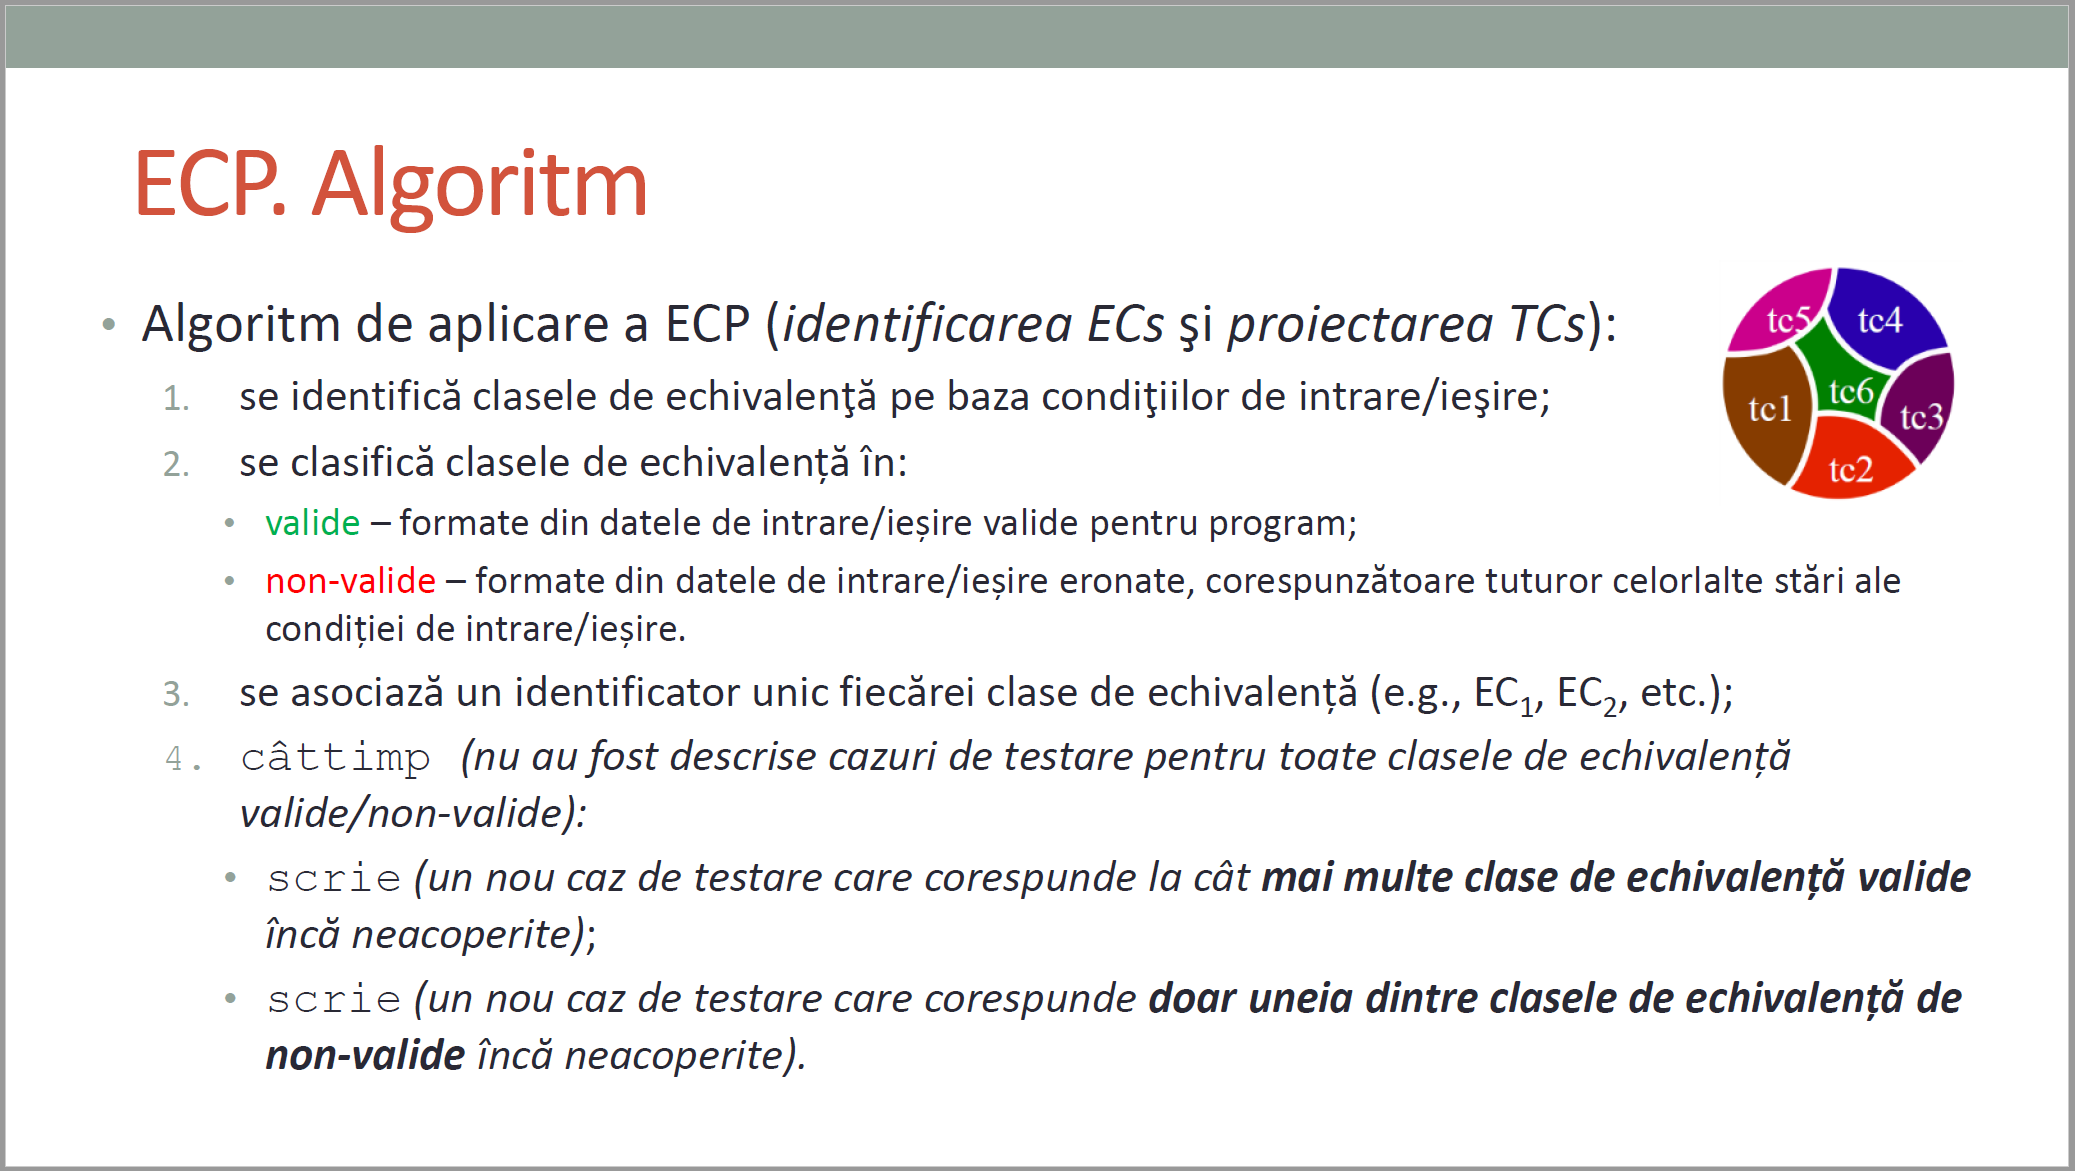 ECP. Algoritm
• Algoritm de aplicare a ECP (identificarea ECs şi proiectarea TCs):
1. se identifică clasele de echivalenţă pe baza condiţiilor de intrare/ieşire;
2. se clasifică clasele de echivalență în:
• valide – formate din datele de intrare/ieșire valide pentru program;
• non-valide – formate din datele de intrare/ieșire eronate, corespunzătoare tuturor celorlalte stări ale
condiției de intrare/ieșire.
3. se asociază un identificator unic fiecărei clase de echivalență (e.g., EC1, EC2, etc.);
4. câttimp (nu au fost descrise cazuri de testare pentru toate clasele de echivalență
valide/non-valide):
• scrie (un nou caz de testare care corespunde la cât mai multe clase de echivalență valide
încă neacoperite);
• scrie (un nou caz de testare care corespunde doar uneia dintre clasele de echivalență de
non-valide încă neacoperite).
tc5
tc4
tc6
tc1
tc3
tc2